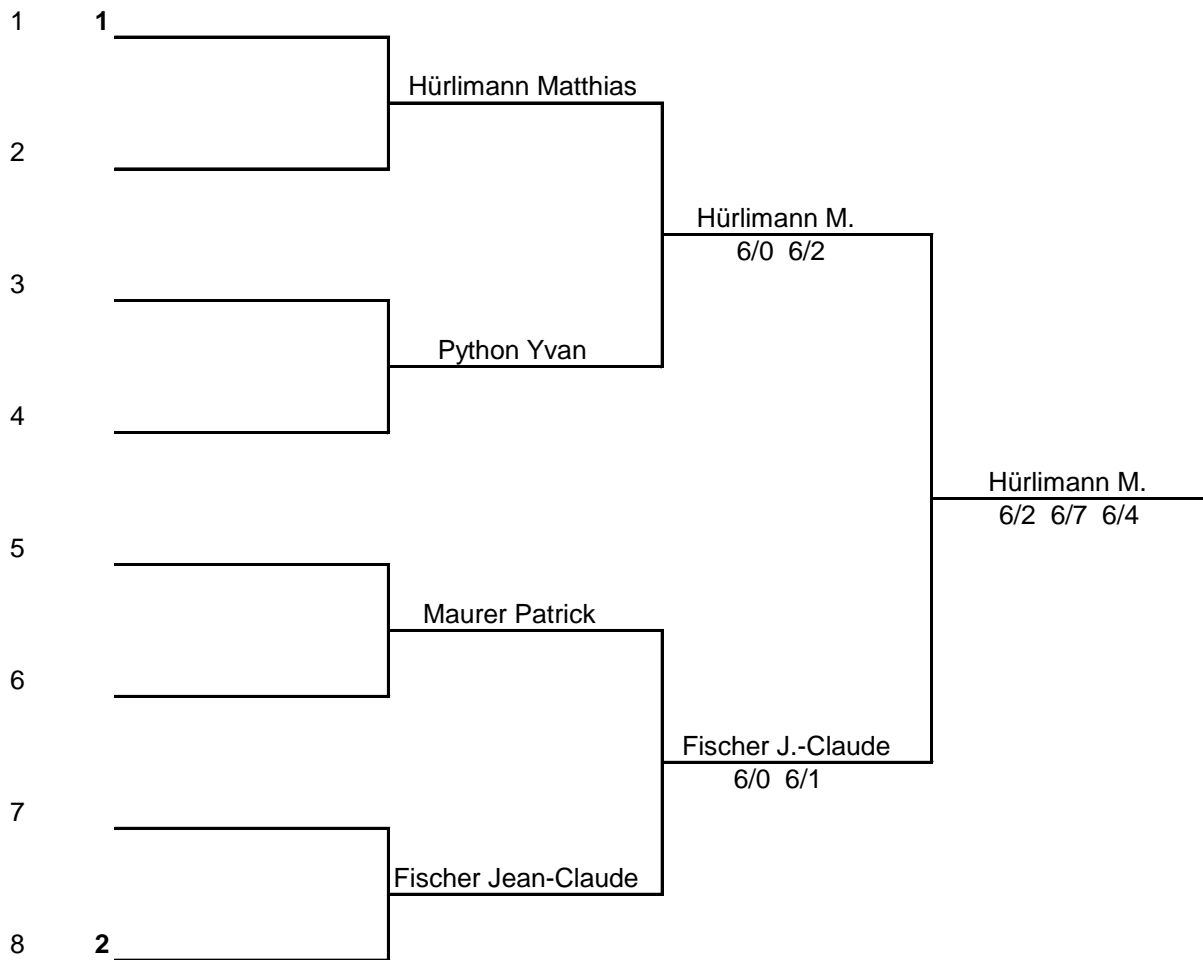 1 1
Hürlimann Matthias
2
Hürlimann M.
6/0 6/2
3
Python Yvan
4
Hürlimann M.
6/2 6/7 6/4
5
Maurer Patrick
6
Fischer J.-Claude
6/0 6/1
7
Fischer Jean-Claude
8 2